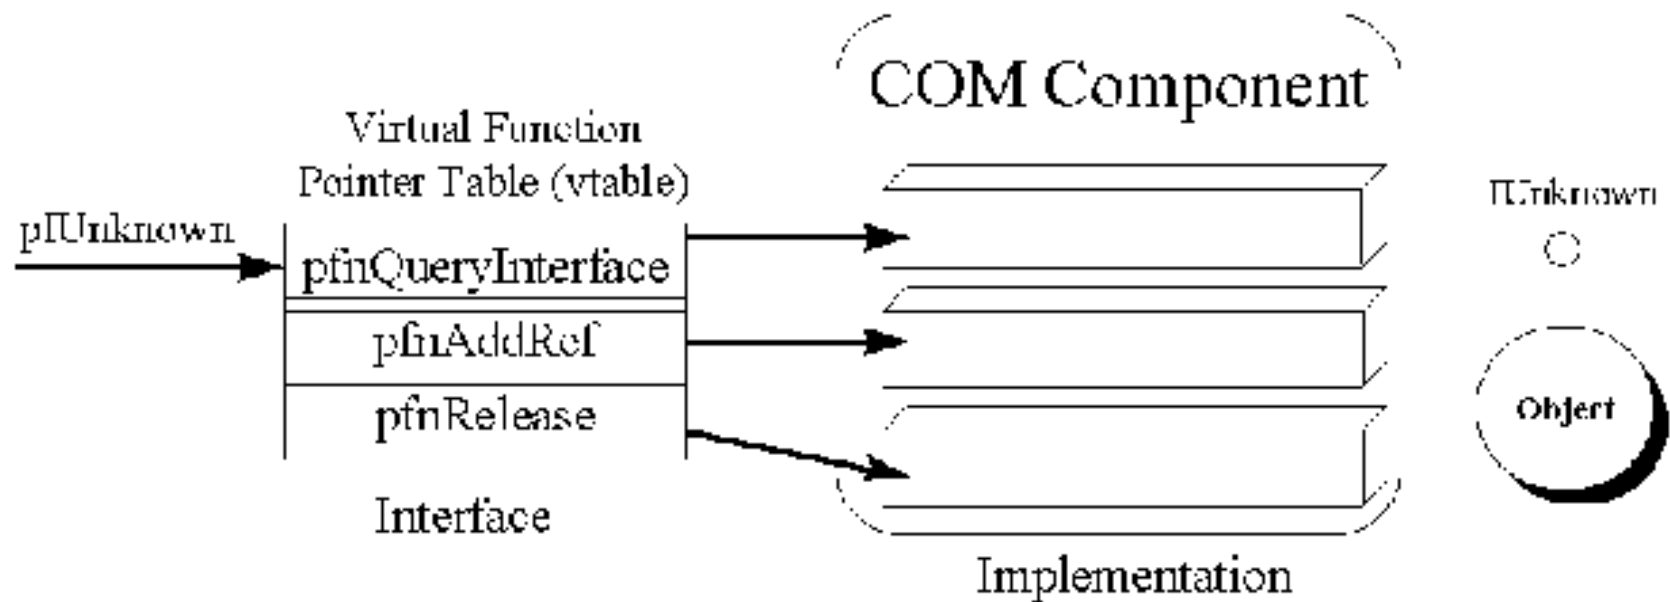 COM Component
Virtual Function
Pointer Table (vtable)
pIUnknown
pfnQueryInterface
pfnAddRef
pfnRelease
Interface
Implementation
IUnknown
Object